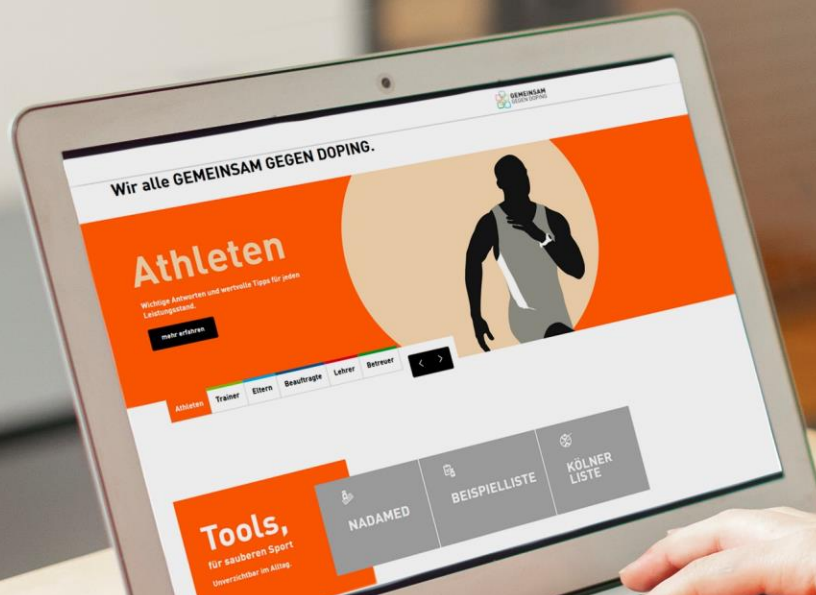 GEMEINSAM
GEGEN DOPING
Wir alle GEMEINSAM GEGEN DOPING.
Athleten
Wichtige Antworten und wertvolle Tipps für jeden
Leistungsstand.
mehr erfahren
Athleten Trainer Eltern Beauftragte Lehrer Betreuer
Tools,
für sauberen Sport
Unverzichtbar im Alltag.
NADAMED
BEISPIELLISTE
KÖLNER
LISTE